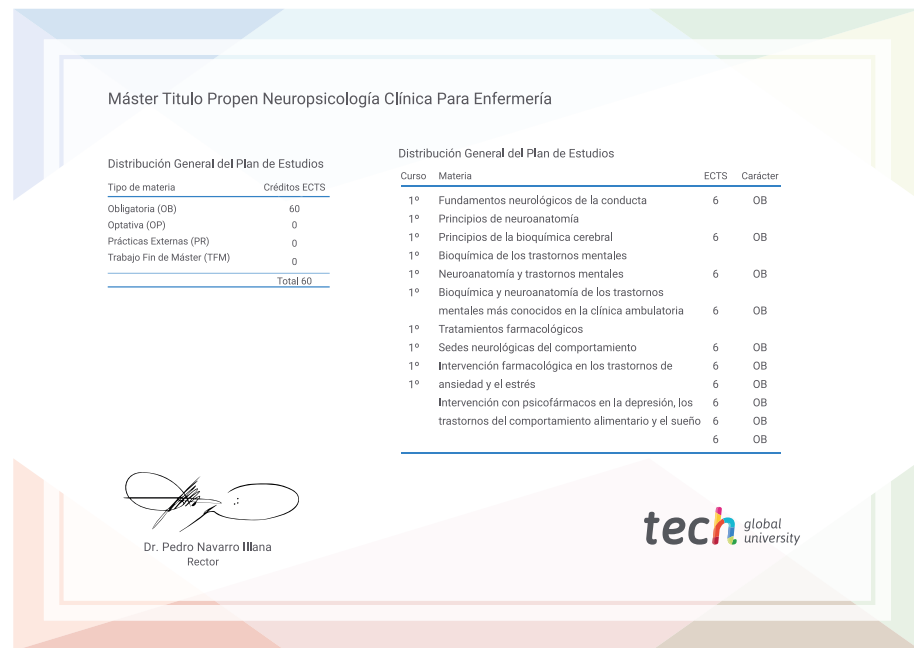 Máster Titulo Propen Neuropsicología Clínica Para Enfermería
Distribución General del Plan de Estudios
Tipo de materia Créditos ECTS
Obligatoria (OB) 60
Optativa (OP) 0
Prácticas Externas (PR) 0
Trabajo Fin de Máster (TFM) 0
Total 60
Distribución General del Plan de Estudios
Curso Materia ECTS Carácter
1º Fundamentos neurológicos de la conducta 6 OB
1º Principios de neuroanatomía
1º Principios de la bioquímica cerebral 6 OB
1º Bioquímica de los trastornos mentales
1º Neuroanatomía y trastornos mentales 6 OB
1º Bioquímica y neuroanatomía de los trastornos
mentales más conocidos en la clínica ambulatoria 6 OB
1º Tratamientos farmacológicos
1º Sedes neurológicas del comportamiento 6 OB
1º Intervención farmacológica en los trastornos de 6 OB
1º ansiedad y el estrés 6 OB
Intervención con psicofármacos en la depresión, los 6 OB
trastornos del comportamiento alimentario y el sueño 6 OB
6 OB
Dr. Pedro Navarro Illana
Rector
tech global
university